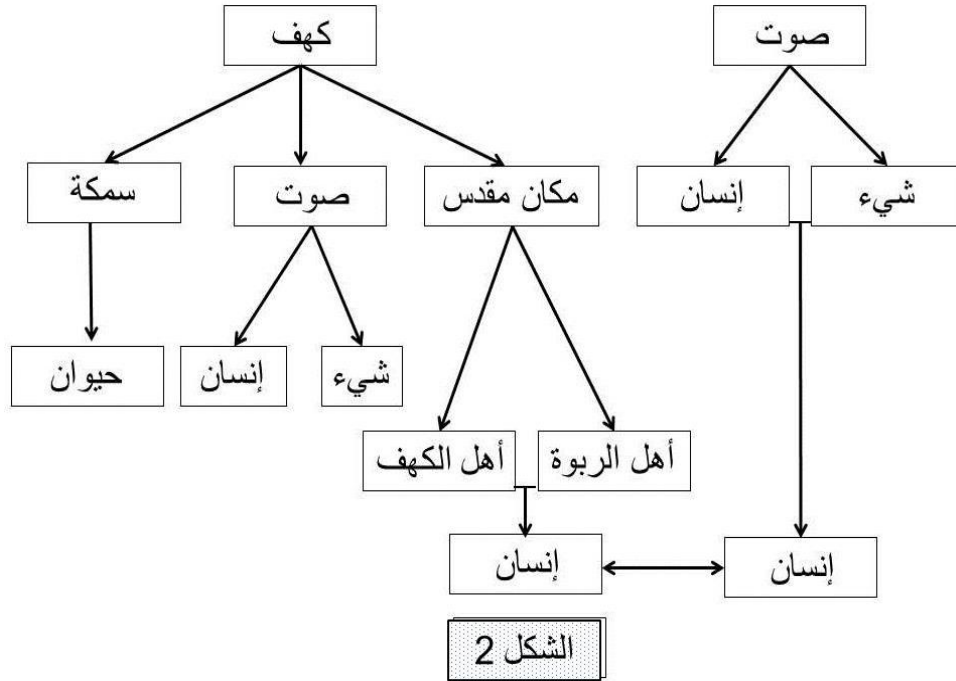 كهف
صوت
سمكة
صوت
مكان مقدس
إنسان
شيء
حيوان
إنسان
شيء
أهل الكهف
أهل الربوة
إنسان
إنسان
الشكل 2